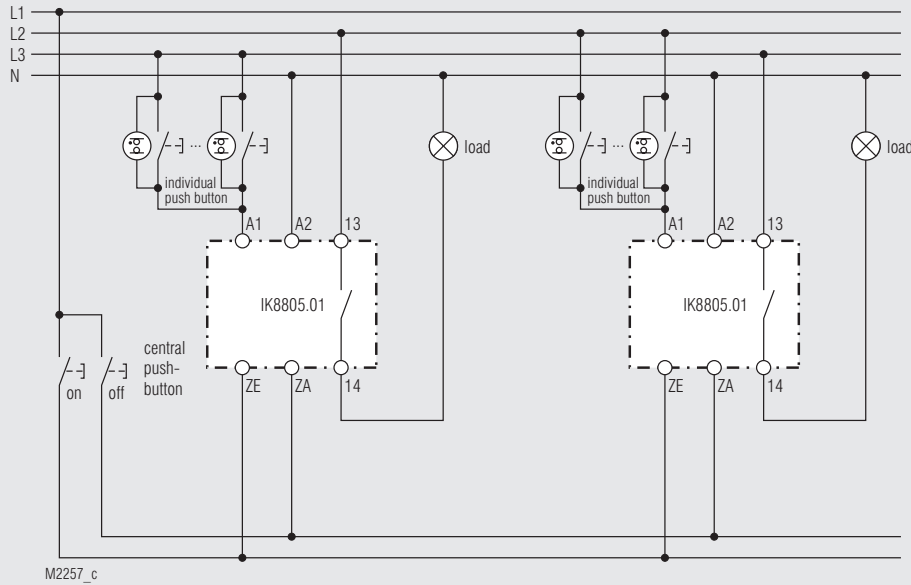 L1
L2
L3
N
... load ... load
individual
push button
individual
push button
A1 A2 13 A1 A2 13
IK8805.01 IK8805.01
central
push-
button
on off
ZE ZA 14 ZE ZA 14
M2257_c